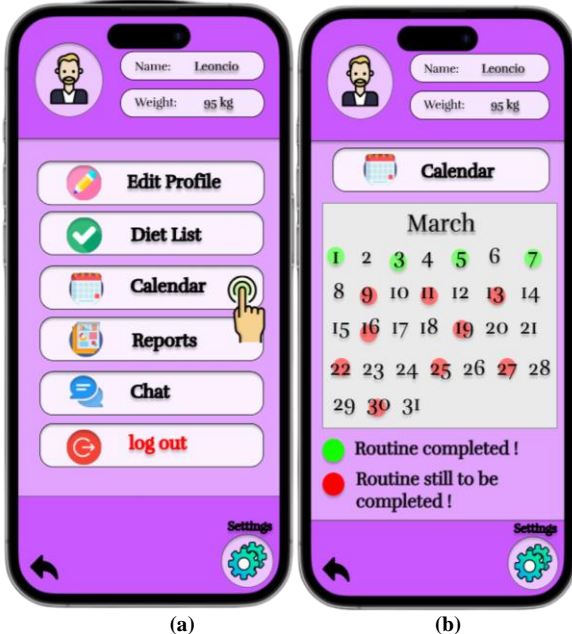 Name: Leoncio
Weight: 95 kg
Edit Profile
Diet List
Calendar
Reports
Chat
log out
Settings
(a)
Name: Leoncio
Weight: 95 kg
Calendar
March
1 2 3 4 5 6 7
8 9 10 11 12 13 14
15 16 17 18 19 20 21
22 23 24 25 26 27 28
29 30 31
Routine completed !
Routine still to be
completed !
Settings
(b)